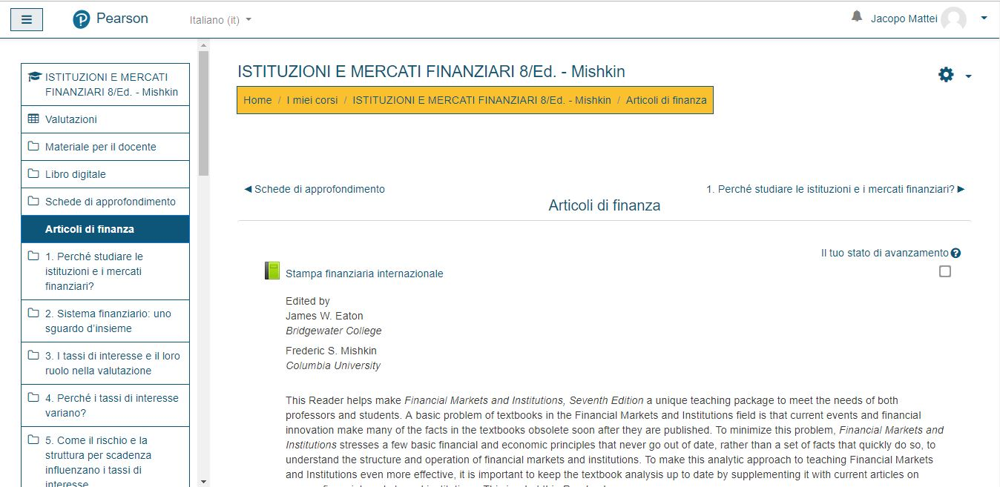 Pearson
Italiano (it)
Jacopo Mattei
ISTITUZIONI E MERCATI
FINANZIARI 8/Ed. - Mishkin
Valutazioni
Materiale per il docente
Libro digitale
Schede di approfondimento
Articoli di finanza
1. Perché studiare le
istituzioni e i mercati
finanziari?
2. Sistema finanziario: uno
sguardo d'insieme
3. I tassi di interesse e il loro
ruolo nella valutazione
4. Perché i tassi di interesse
variano?
5. Come il rischio e la
struttura per scadenza
influenzano i tassi di
interesse
ISTITUZIONI E MERCATI FINANZIARI 8/Ed. - Mishkin
Home / I miei corsi / ISTITUZIONI E MERCATI FINANZIARI 8/Ed. - Mishkin / Articoli di finanza
◀ Schede di approfondimento
1. Perché studiare le istituzioni e i mercati finanziari? ▶
Articoli di finanza
Il tuo stato di avanzamento
Stampa finanziaria internazionale
Edited by
James W. Eaton
Bridgewater College
Frederic S. Mishkin
Columbia University
This Reader helps make Financial Markets and Institutions, Seventh Edition a unique teaching package to meet the needs of both
professors and students. A basic problem of textbooks in the Financial Markets and Institutions field is that current events and financial
innovation make many of the facts in the textbooks obsolete soon after they are published. To minimize this problem, Financial Markets and
Institutions stresses a few basic financial and economic principles that never go out of date, rather than a set of facts that quickly do so, to
understand the structure and operation of financial markets and institutions. To make this analytic approach to teaching Financial Markets
and Institutions even more effective, it is important to keep the textbook analysis up to date by supplementing it with current articles on